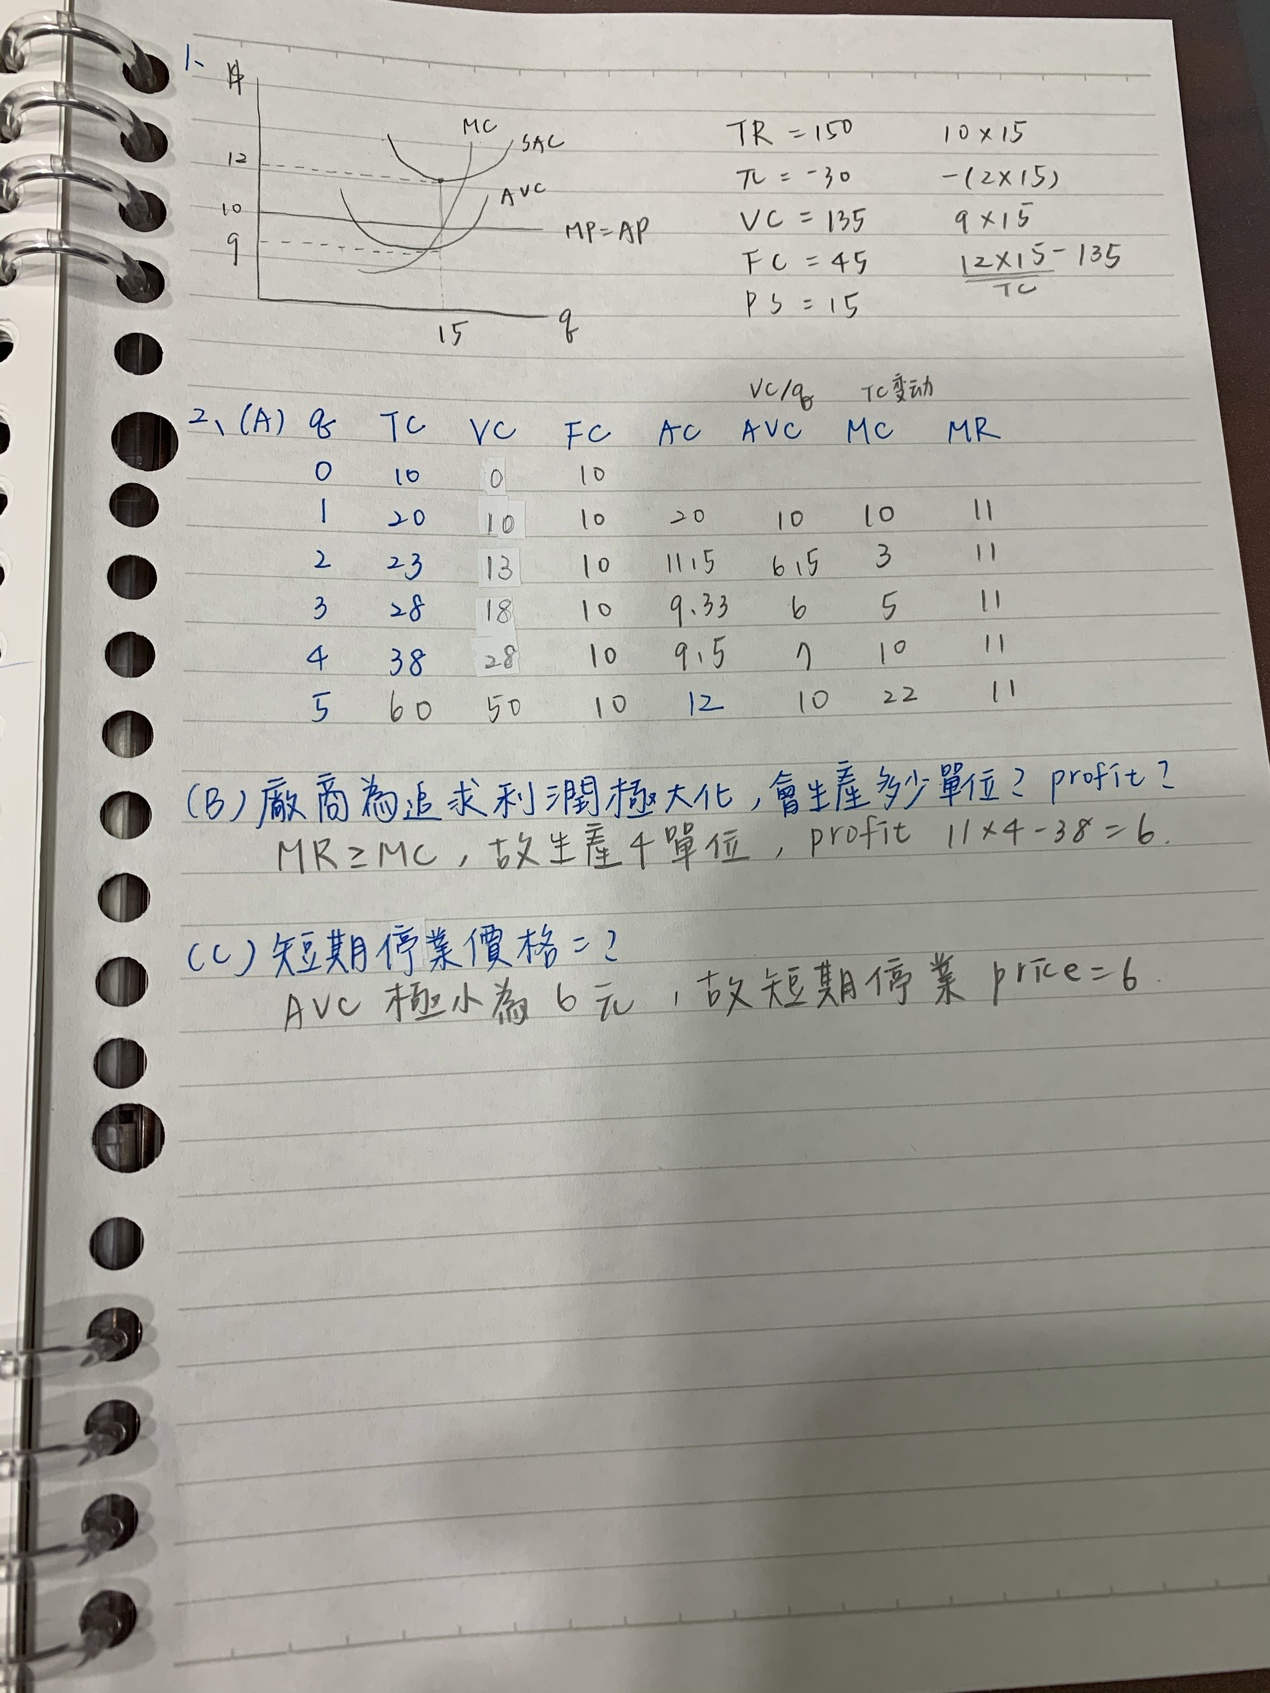 1、 $
MC
SAC
12
AVC
10
MP=AP
9
15 q
TR = 150 10×15
π = -30 -(2×15)
VC = 135 9×15
FC = 45 12×15-135
TC
PS = 15
VC/q TC变动
2、(A) q TC VC FC AC AVC MC MR
0 10 0 10
1 20 10 10 20 10 10 11
2 23 13 10 11.5 6.5 3 11
3 28 18 10 9.33 6 5 11
4 38 28 10 9.5 7 10 11
5 60 50 10 12 10 22 11
(B) 廠商為追求利潤極大化,會生產多少單位? profit?
MR≥MC, 故生產4單位, profit 11×4-38=6.
(C) 短期停業價格=?
AVC 極小為6元, 故短期停業 price=6.